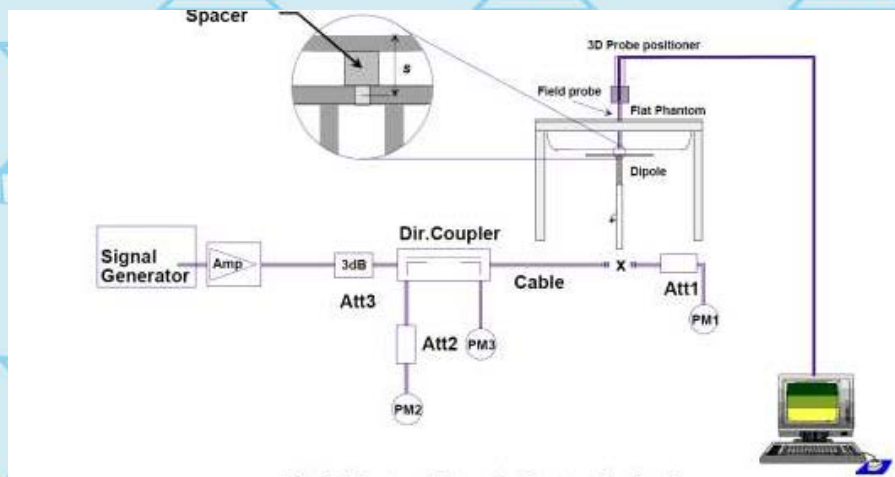 Spacer
s
3D Probe positioner
Field probe
Flat Phantom
Dipole
Dir.Coupler
Signal
Generator
Amp
3dB
Att3
Cable
x
Att1
PM1
Att2
PM3
PM2